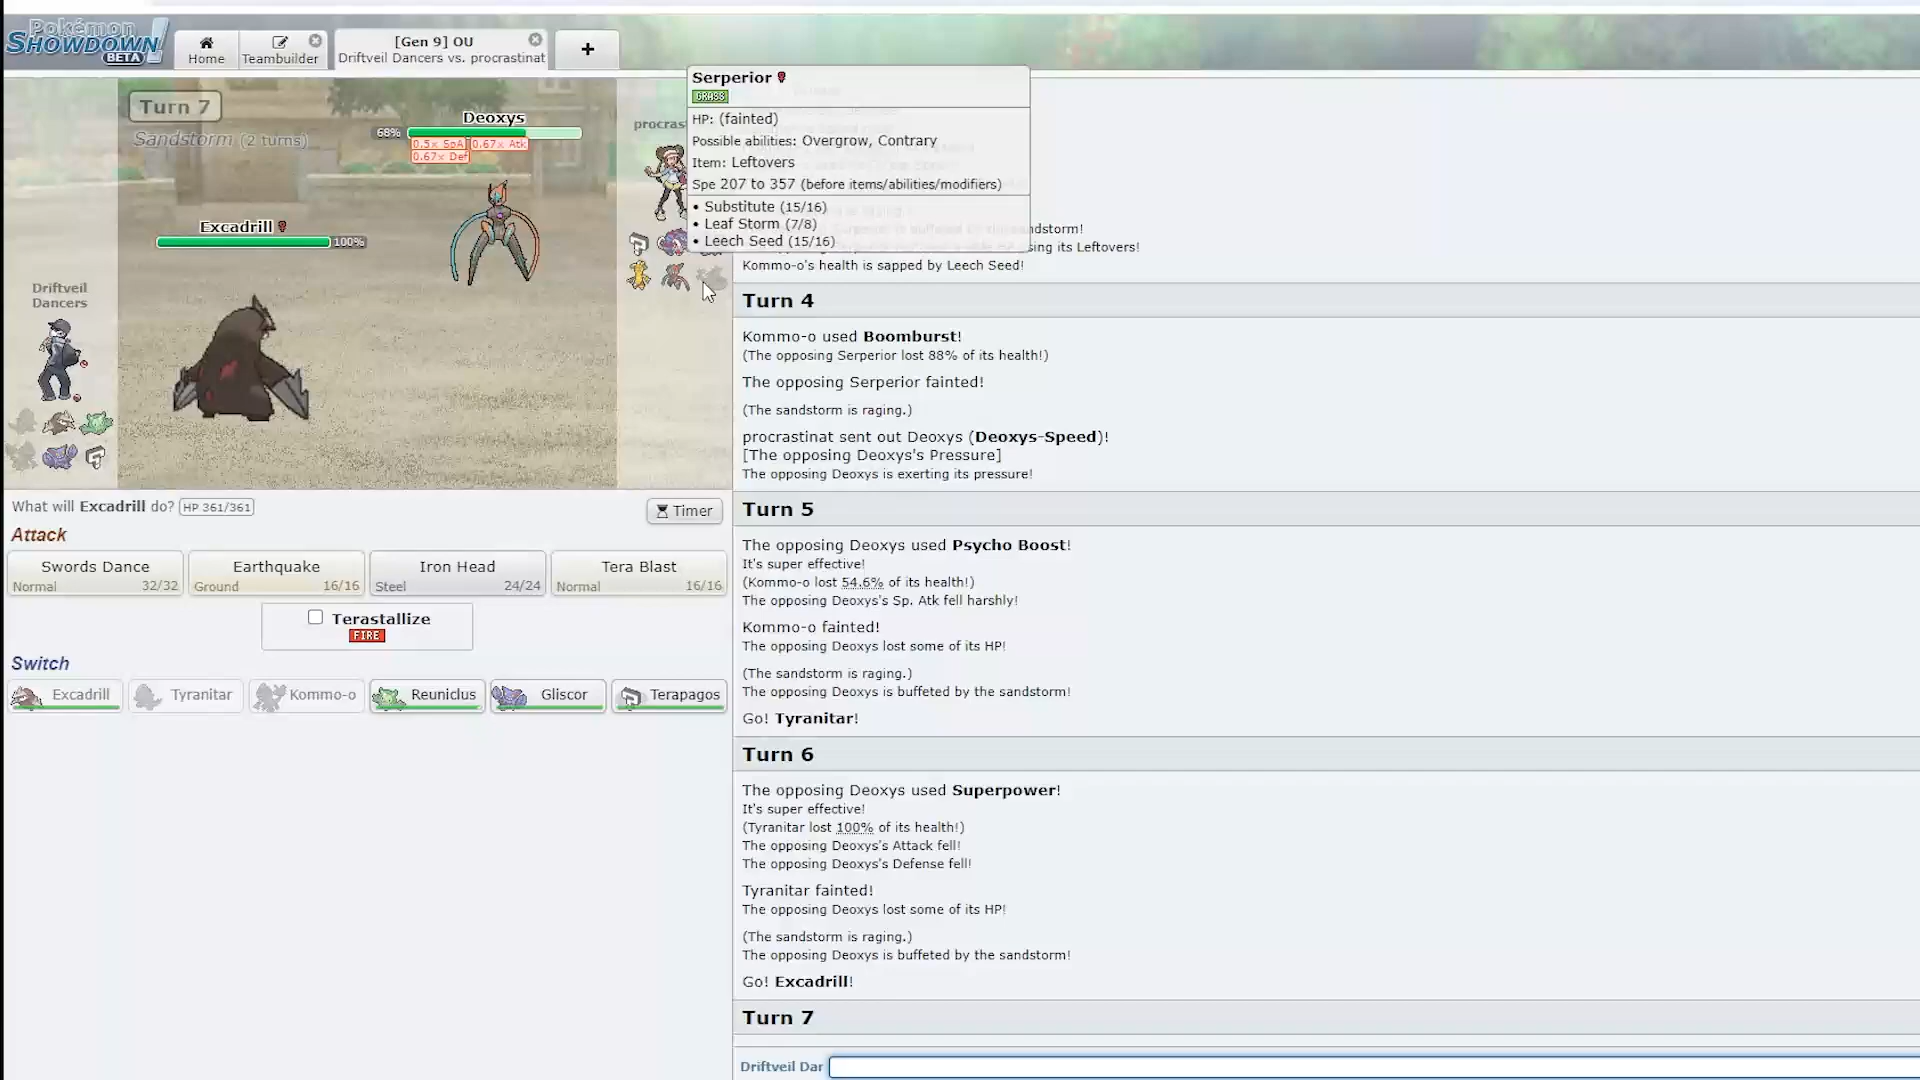 Pokémon
SHOWDOWN!
BETA
Home
Teambuilder
[Gen 9] OU
Driftveil Dancers vs. procrastinat
+
Turn 7
Sandstorm (2 turns)
Deoxys
68%
0.5× SpA 0.67× Atk
0.67× Def
Excadrill
100%
Driftveil
Dancers
procras
Serperior
GRASS
HP: (fainted)
Possible abilities: Overgrow, Contrary
Item: Leftovers
Spe 207 to 357 (before items/abilities/modifiers)
• Substitute (15/16)
• Leaf Storm (7/8)
• Leech Seed (15/16)
What will Excadrill do? HP 361/361
Timer
Attack
Swords Dance
Normal 32/32
Earthquake
Ground 16/16
Iron Head
Steel 24/24
Tera Blast
Normal 16/16
Terastallize
FIRE
Switch
Excadrill
Tyranitar
Kommo-o
Reuniclus
Gliscor
Terapagos
ndstorm!
sing its Leftovers!
Kommo-o's health is sapped by Leech Seed!
Turn 4
Kommo-o used Boomburst!
(The opposing Serperior lost 88% of its health!)
The opposing Serperior fainted!
(The sandstorm is raging.)
procrastinat sent out Deoxys (Deoxys-Speed)!
[The opposing Deoxys's Pressure]
The opposing Deoxys is exerting its pressure!
Turn 5
The opposing Deoxys used Psycho Boost!
It's super effective!
(Kommo-o lost 54.6% of its health!)
The opposing Deoxys's Sp. Atk fell harshly!
Kommo-o fainted!
The opposing Deoxys lost some of its HP!
(The sandstorm is raging.)
The opposing Deoxys is buffeted by the sandstorm!
Go! Tyranitar!
Turn 6
The opposing Deoxys used Superpower!
It's super effective!
(Tyranitar lost 100% of its health!)
The opposing Deoxys's Attack fell!
The opposing Deoxys's Defense fell!
Tyranitar fainted!
The opposing Deoxys lost some of its HP!
(The sandstorm is raging.)
The opposing Deoxys is buffeted by the sandstorm!
Go! Excadrill!
Turn 7
Driftveil Dar